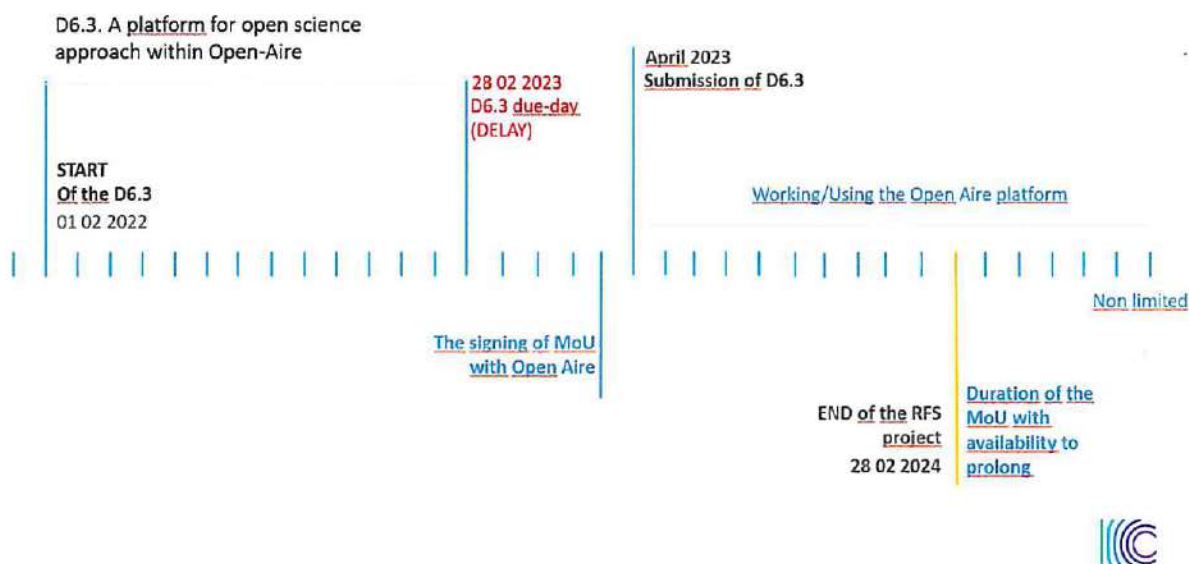 D6.3. A platform for open science
approach within Open-Aire
START
Of the D6.3
01 02 2022
28 02 2023
D6.3 due-day
(DELAY)
April 2023
Submission of D6.3
Working/Using the Open Aire platform
Non limited
The signing of MoU
with Open Aire
END of the RFS
project
28 02 2024
Duration of the
MoU with
availability to
prolong